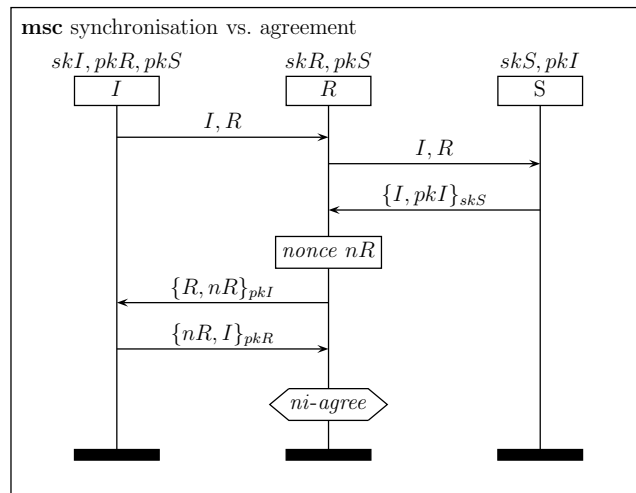 msc synchronisation vs. agreement
skI, pkR, pkS skR, pkS skS, pkI
I R S
I, R
I, R
{I, pkI}skS
nonce nR
{R, nR}pkI
{nR, I}pkR
ni-agree